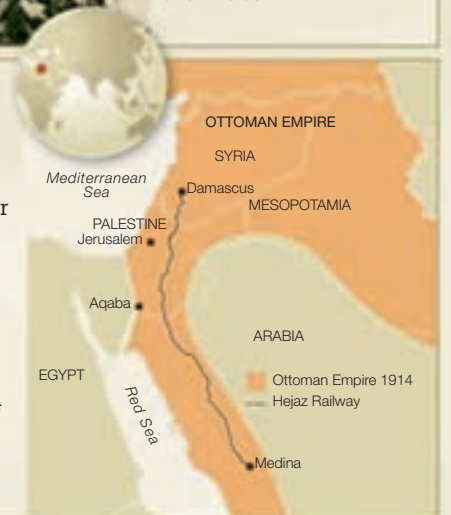 OTTOMAN EMPIRE
SYRIA
Mediterranean
Sea
Damascus
MESOPOTAMIA
PALESTINE
Jerusalem
Aqaba
ARABIA
EGYPT
Ottoman Empire 1914
Hejaz Railway
Red Sea
Medina